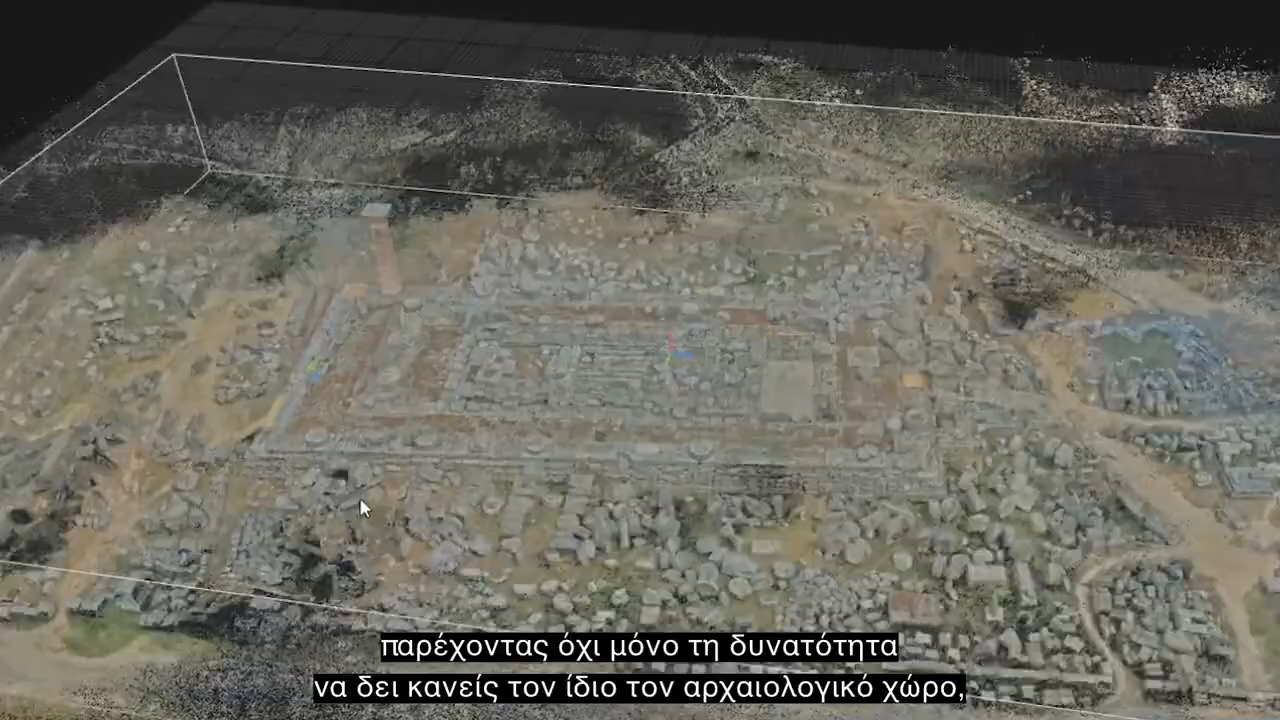 παρέχοντας όχι μόνο τη δυνατότητα
να δει κανείς τον ίδιο τον αρχαιολογικό χώρο,